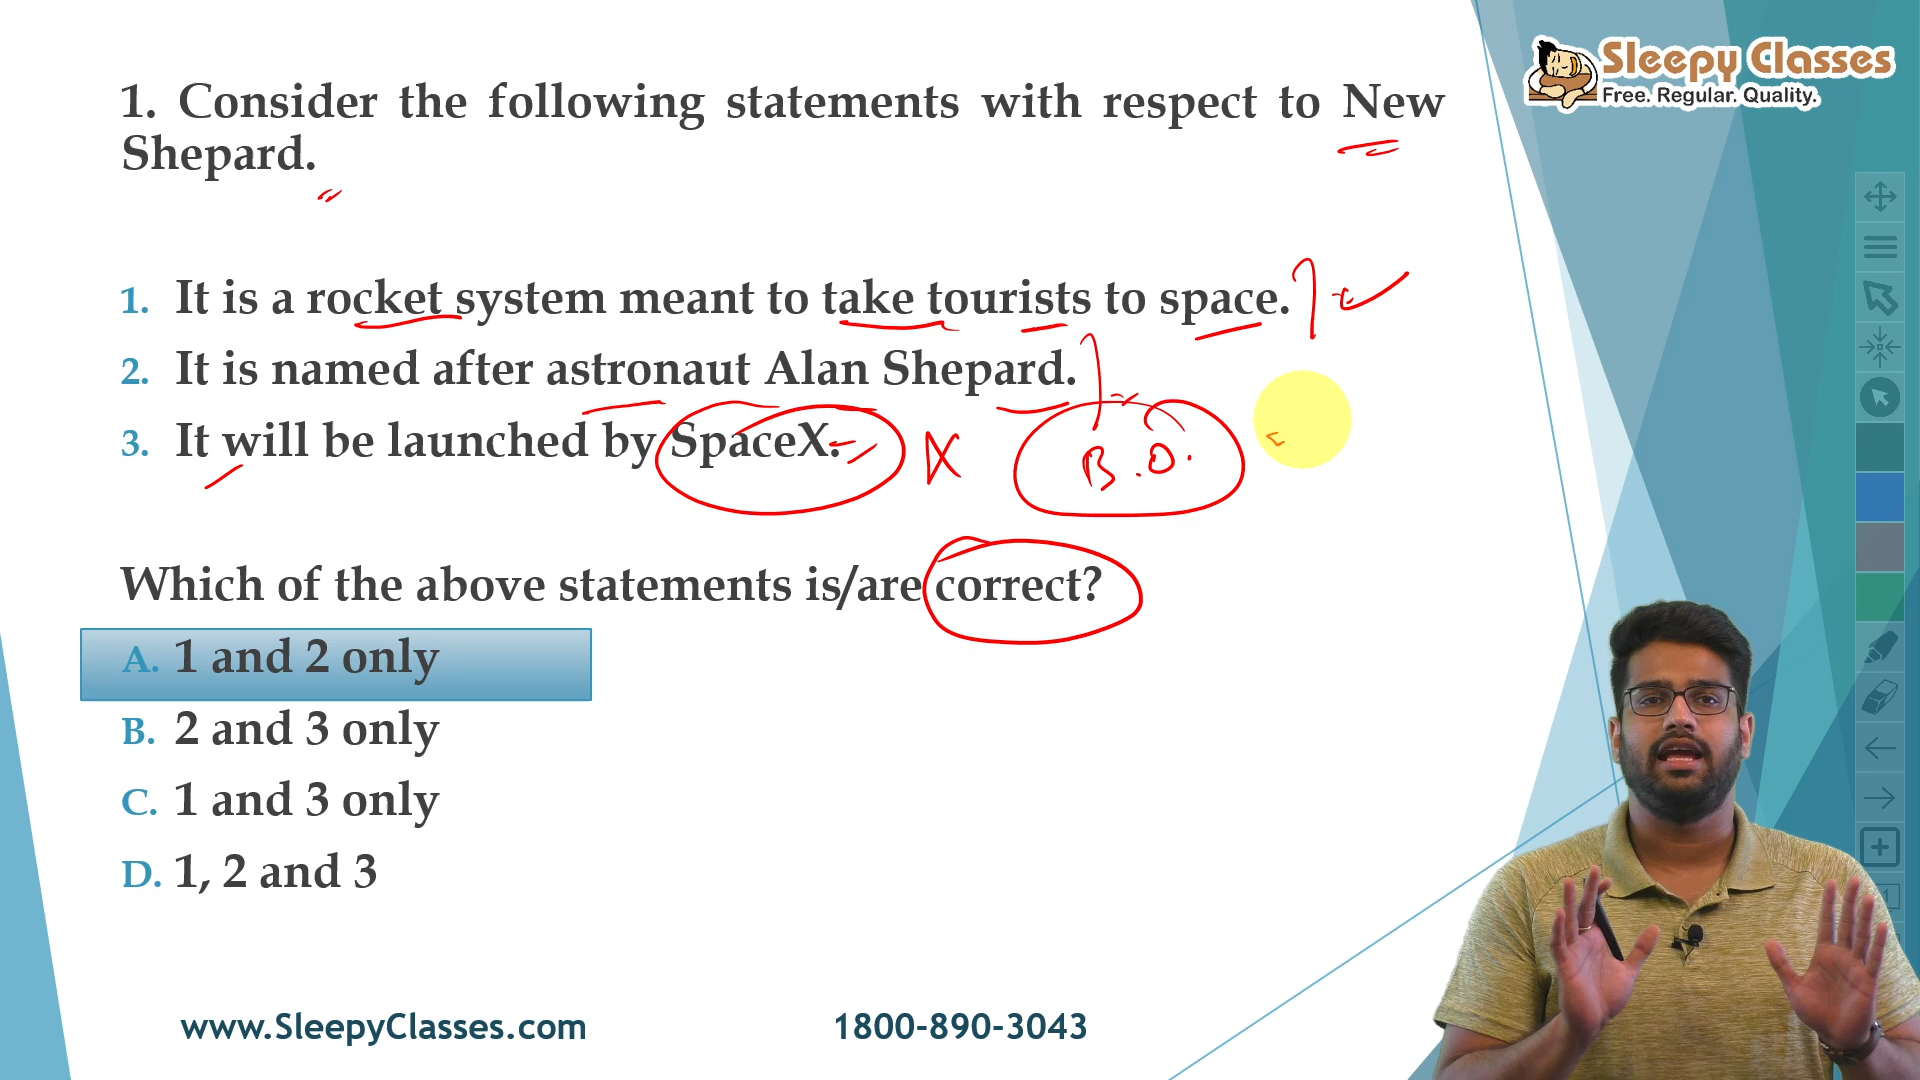 Sleepy Classes
Free. Regular. Quality.
1. Consider the following statements with respect to New
Shepard.
1. It is a rocket system meant to take tourists to space.
2. It is named after astronaut Alan Shepard.
3. It will be launched by SpaceX.
B.O.
Which of the above statements is/are correct?
A. 1 and 2 only
B. 2 and 3 only
C. 1 and 3 only
D. 1, 2 and 3
www.SleepyClasses.com
1800-890-3043